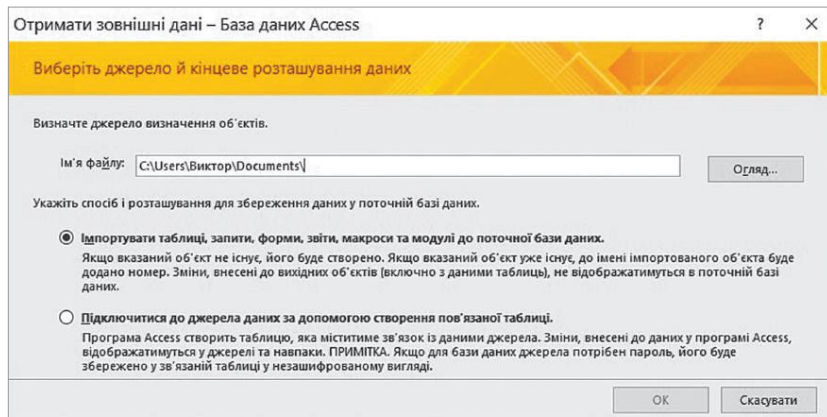 Отримати зовнішні дані – База даних Access
? ×
Виберіть джерело й кінцеве розташування даних
Визначте джерело визначення об'єктів.
Ім'я файлу: C:\Users\Виктор\Documents\ Огляд...
Укажіть спосіб і розташування для збереження даних у поточній базі даних.
Імпортувати таблиці, запити, форми, звіти, макроси та модулі до поточної бази даних.
Якщо вказаний об'єкт не існує, його буде створено. Якщо вказаний об'єкт уже існує, до імені імпортованого об'єкта буде
додано номер. Зміни, внесені до вихідних об'єктів (включно з даними таблиць), не відображатимуться в поточній базі
даних.
Підключитися до джерела даних за допомогою створення пов'язаної таблиці.
Програма Access створить таблицю, яка міститиме зв'язок із даними джерела. Зміни, внесені до даних у програмі Access,
відображатимуться у джерелі та навпаки. ПРИМІТКА. Якщо для бази даних джерела потрібен пароль, його буде
збережено у зв'язаній таблиці у незашифрованому вигляді.
ОК Скасувати